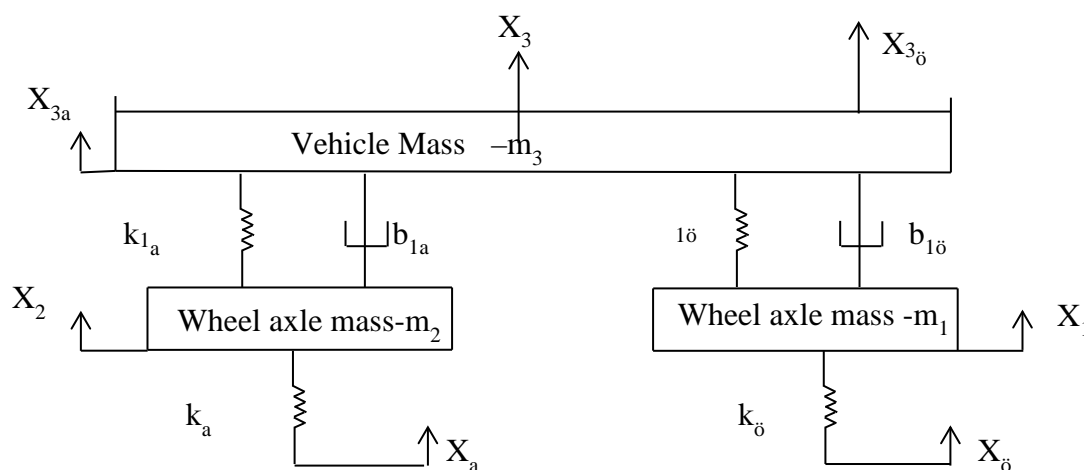 X₃
X₃ö
X₃ₐ
Vehicle Mass –m₃
k₁ₐ
b₁ₐ
1ö
b₁ö
X₂
Wheel axle mass-m₂
Wheel axle mass -m₁
X₁
kₐ
Xₐ
kö
Xö